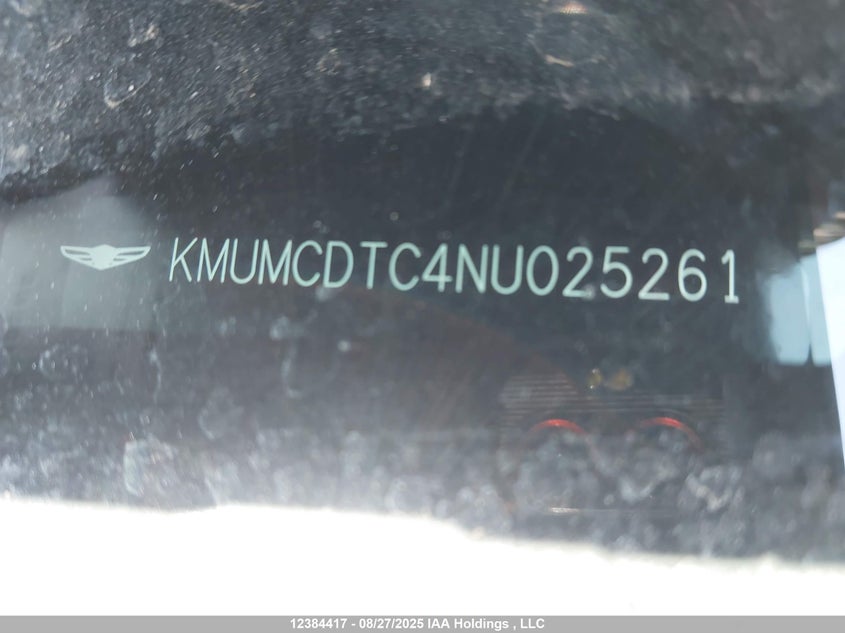 KMUMCDTC4NU025261
12384417 - 08/27/2025 IAA Holdings , LLC